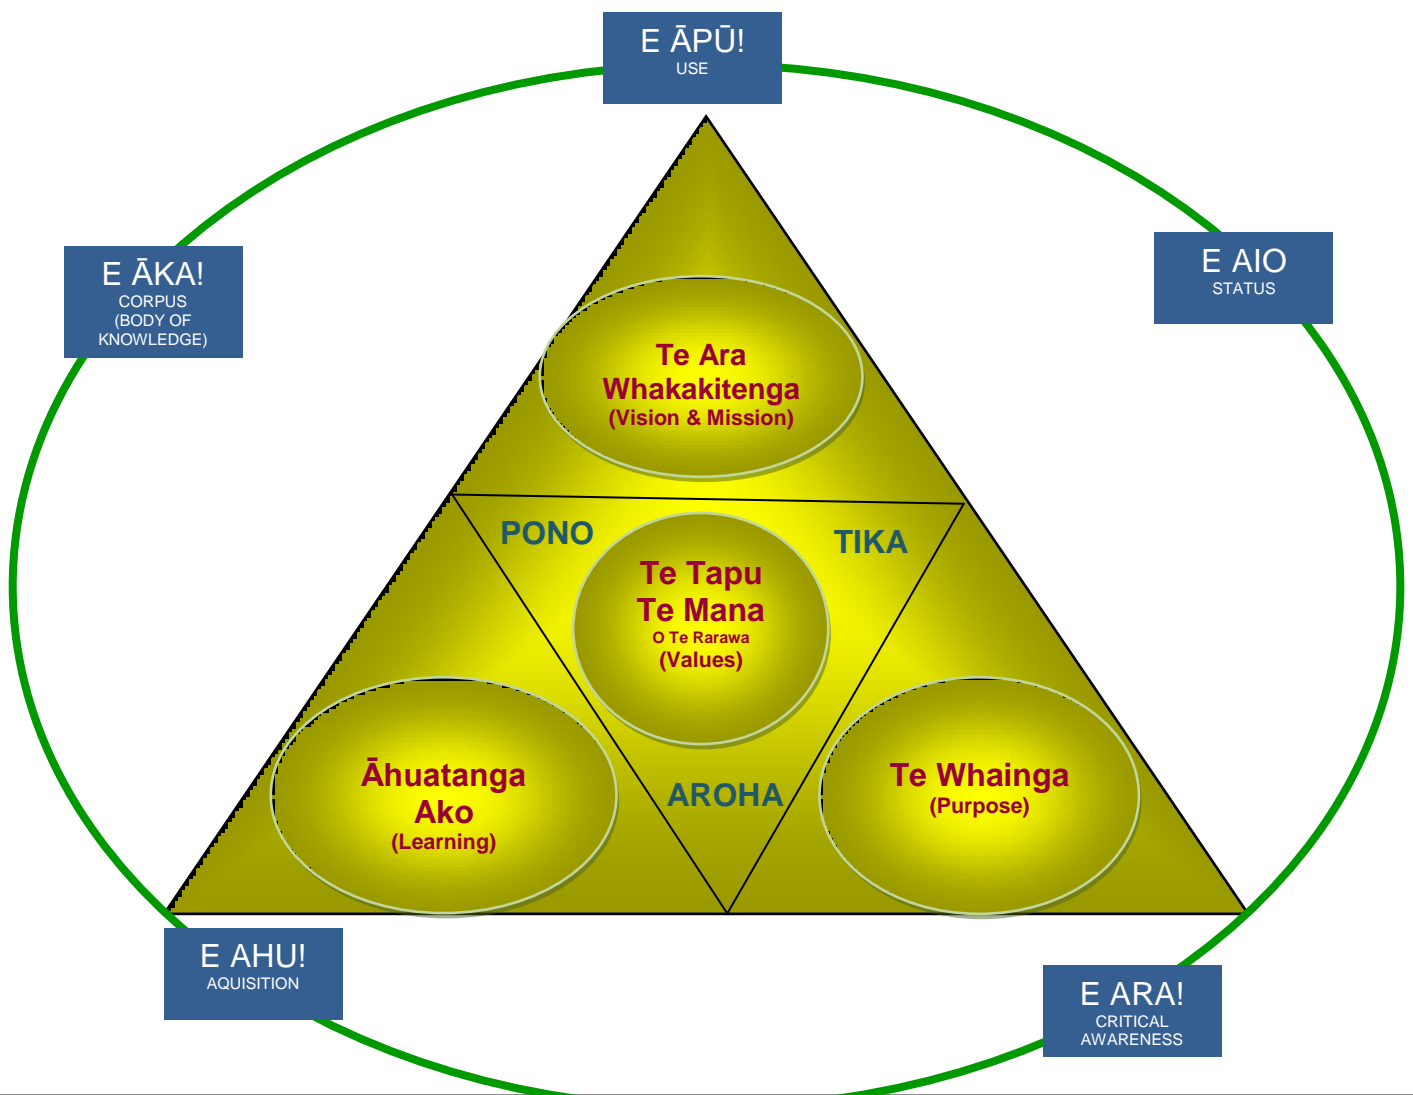 E ĀPŪ!
USE
E ĀKA!
CORPUS
(BODY OF
KNOWLEDGE)
E AIO
STATUS
Te Ara
Whakakitenga
(Vision & Mission)
PONO
TIKA
Te Tapu
Te Mana
O Te Rarawa
(Values)
Āhuatanga
Ako
(Learning)
AROHA
Te Whainga
(Purpose)
E AHU!
AQUISITION
E ARA!
CRITICAL
AWARENESS